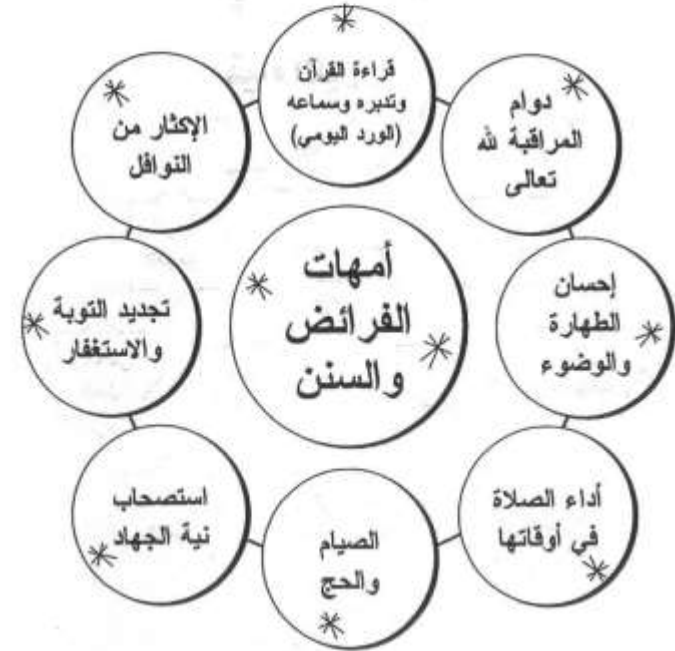 قراءة القرآن
وتدبره وسماعه
(الورد اليومي)
دوام
المراقبة لله
تعالى
إحسان
الطهارة
والوضوء
أداء الصلاة
في أوقاتها
الصيام
والحج
استصحاب
نية الجهاد
تجديد التوبة
والاستغفار
الإكثار من
النوافل
أمهات
الفرائض
والسنن